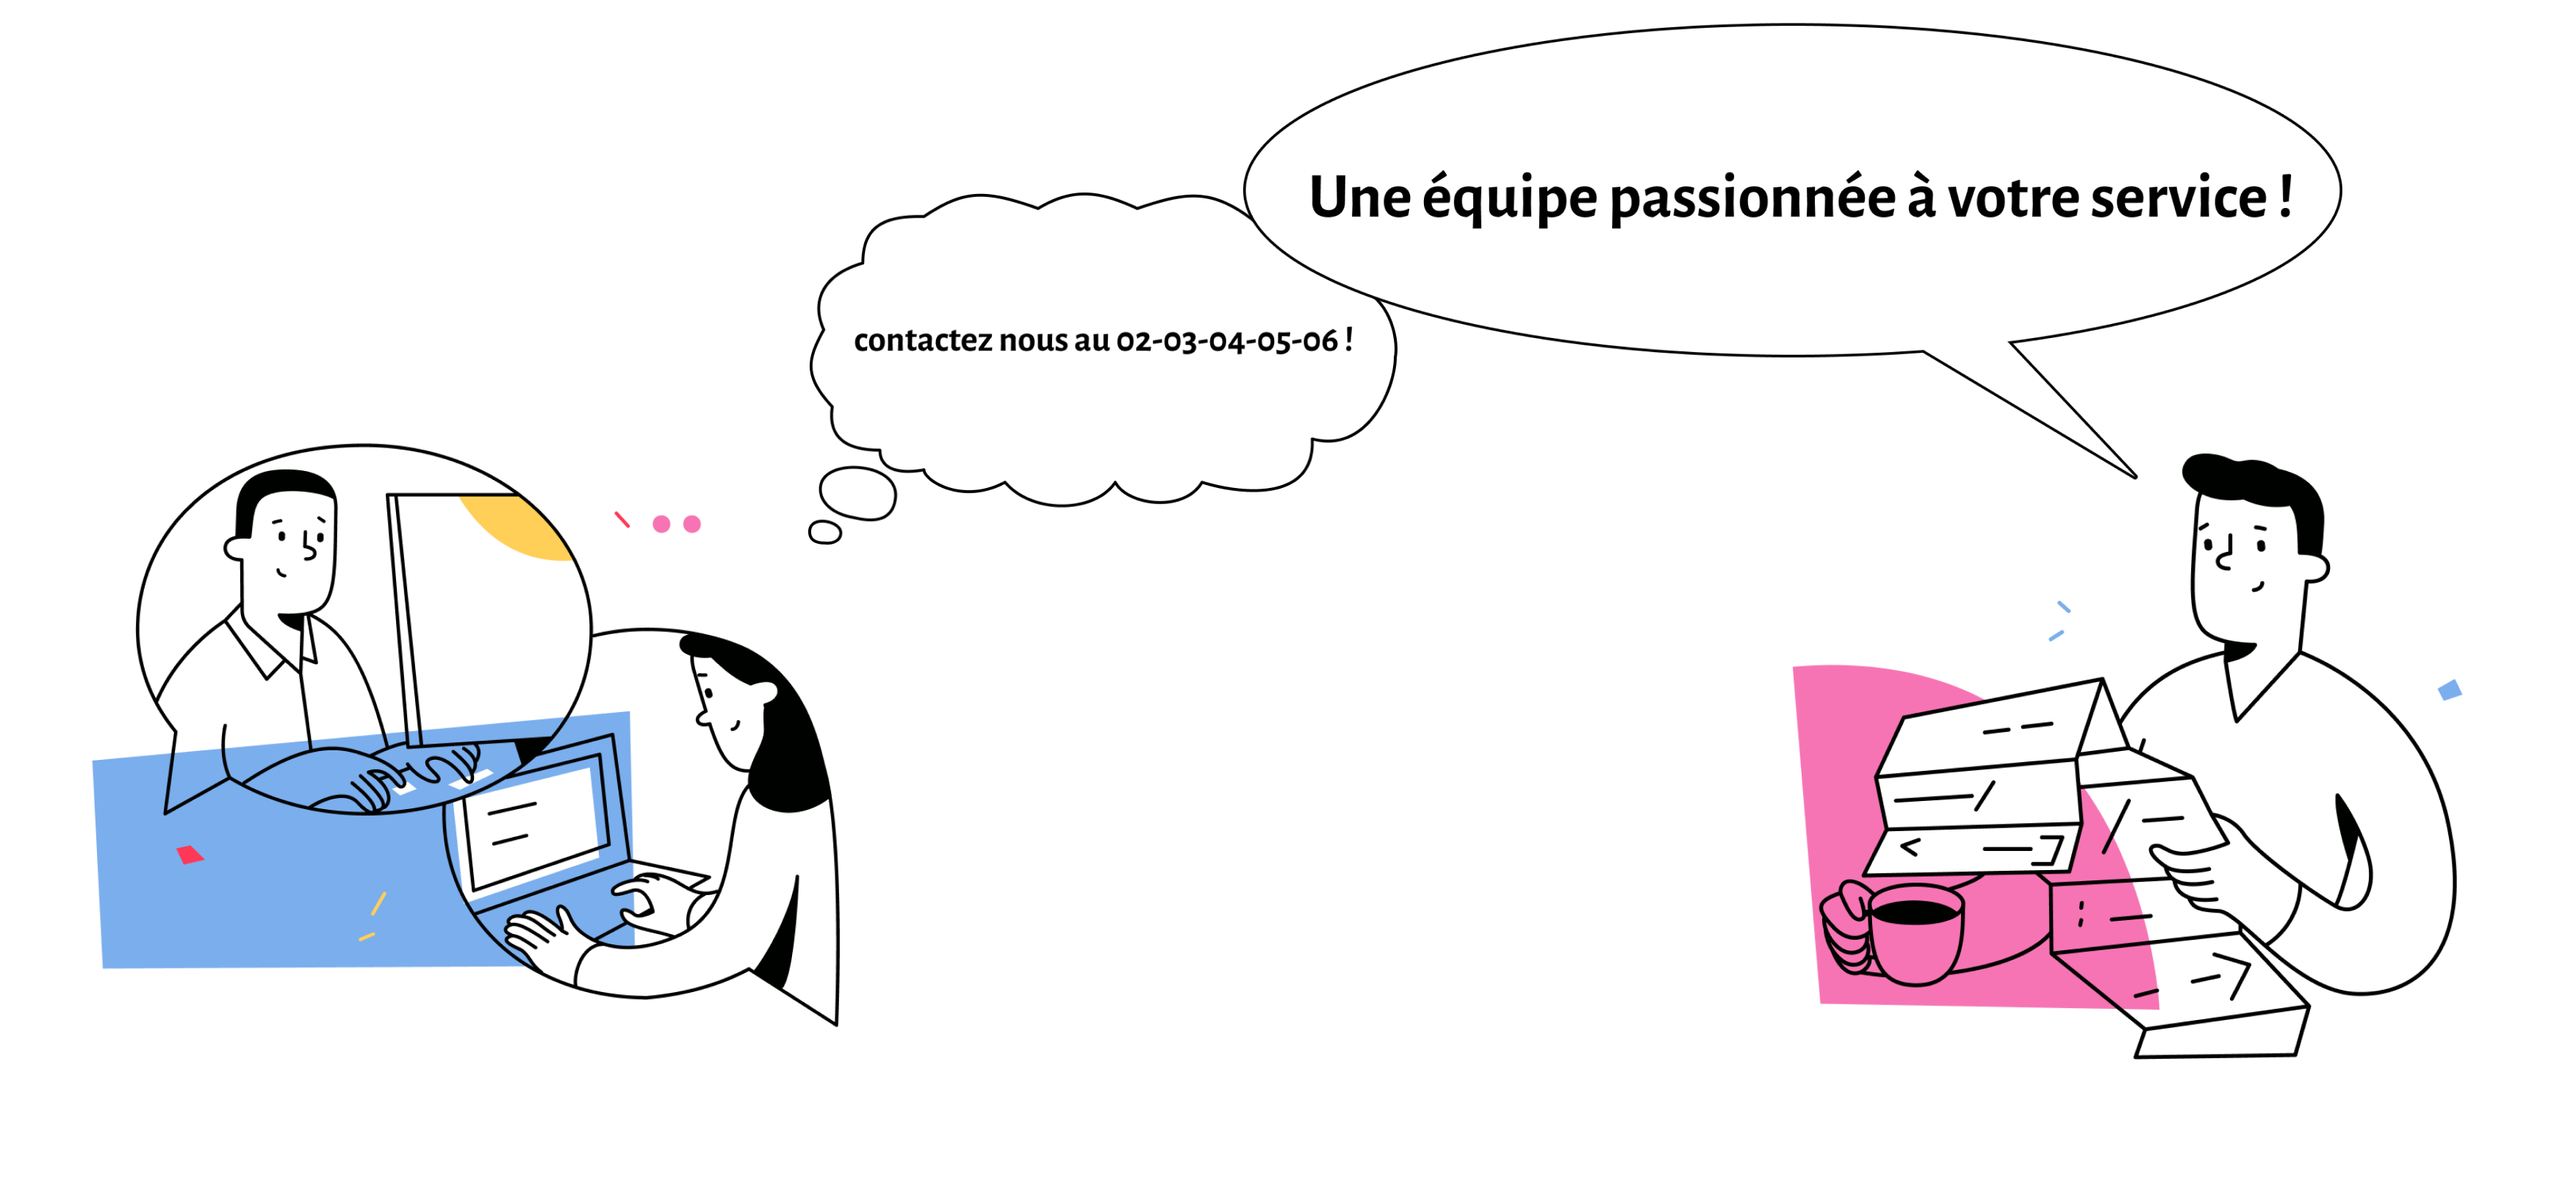 Une équipe passionnée à votre service !
contactez nous au 02-03-04-05-06 !